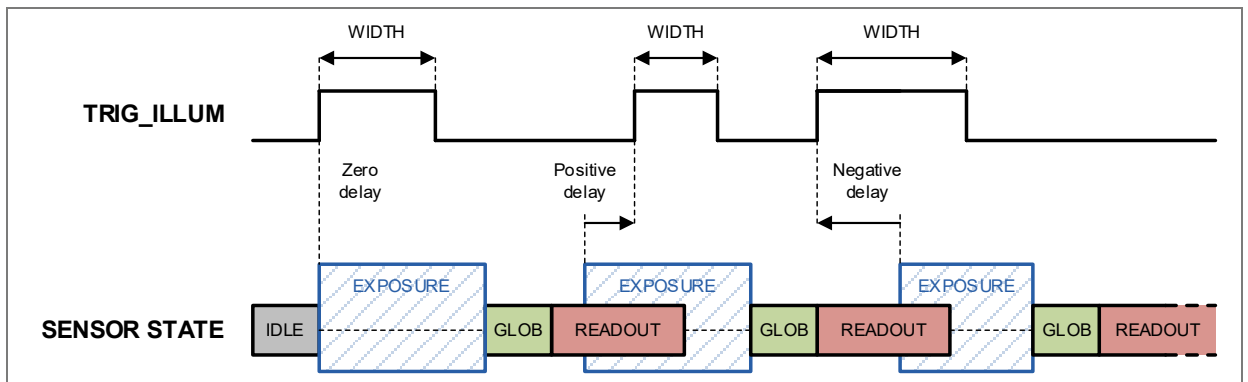 WIDTH WIDTH WIDTH
TRIG_ILLUM
Zero delay
Positive delay
Negative delay
EXPOSURE EXPOSURE EXPOSURE
SENSOR STATE IDLE GLOB READOUT GLOB READOUT GLOB READOUT